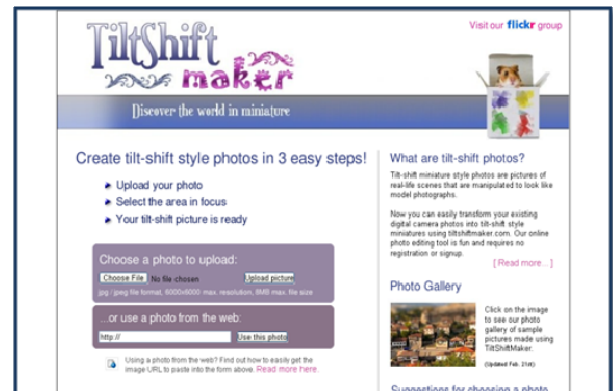 Visit our flickr group
TiltShift
maker
Discover the world in miniature
Create tilt-shift style photos in 3 easy steps!
Upload your photo
Select the area in focus
Your tilt-shift picture is ready
Choose a photo to upload:
Choose File No file chosen Upload picture
jpg / jpeg file format, 6000x6000 max. resolution, 8MB max. file size
...or use a photo from the web:
http:// Use this photo
Using a photo from the web? Find out how to easily get the
image URL to paste into the form above. Read more here.
What are tilt-shift photos?
Tilt-shift miniature style photos are pictures of
real-life scenes that are manipulated to look like
model photographs.
Now you can easily transform your existing
digital camera photos into tilt-shift style
miniatures using tiltshiftmaker.com. Our online
photo editing tool is fun and requires no
registration or signup.
[ Read more... ]
Photo Gallery
Click on the image
to see our photo
gallery of sample
pictures made using
TiltShiftMaker.
(Updated Feb. 21st)
Suggestions for choosing a photo